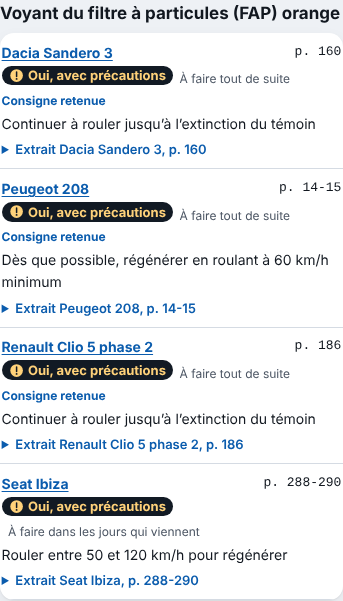 Voyant du filtre à particules (FAP) orange
Dacia Sandero 3 p. 160
! Oui, avec précautions À faire tout de suite
Consigne retenue
Continuer à rouler jusqu’à l’extinction du témoin
▶ Extrait Dacia Sandero 3, p. 160
Peugeot 208 p. 14-15
! Oui, avec précautions À faire tout de suite
Consigne retenue
Dès que possible, régénérer en roulant à 60 km/h
minimum
▶ Extrait Peugeot 208, p. 14-15
Renault Clio 5 phase 2 p. 186
! Oui, avec précautions À faire tout de suite
Consigne retenue
Continuer à rouler jusqu’à l’extinction du témoin
▶ Extrait Renault Clio 5 phase 2, p. 186
Seat Ibiza p. 288-290
! Oui, avec précautions
À faire dans les jours qui viennent
Rouler entre 50 et 120 km/h pour régénérer
▶ Extrait Seat Ibiza, p. 288-290